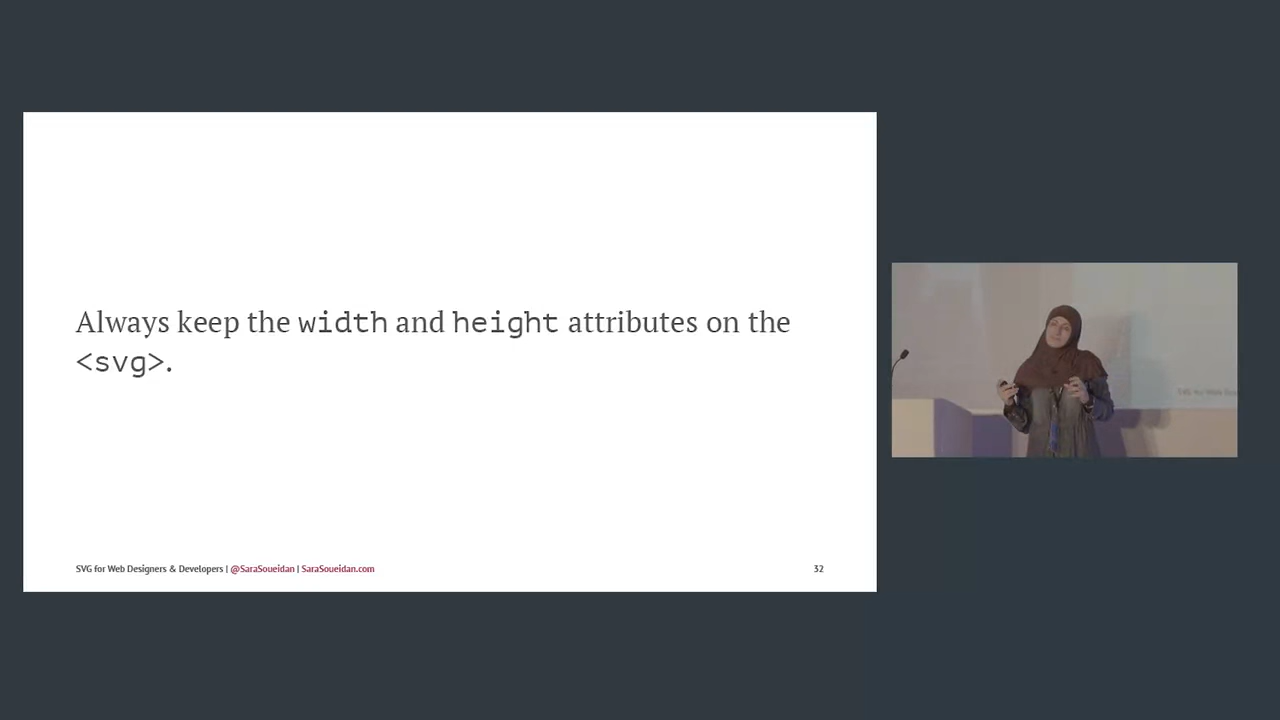 Always keep the width and height attributes on the
<svg>.
SVG for Web Designers & Developers | @SaraSoueidan | SaraSoueidan.com
32